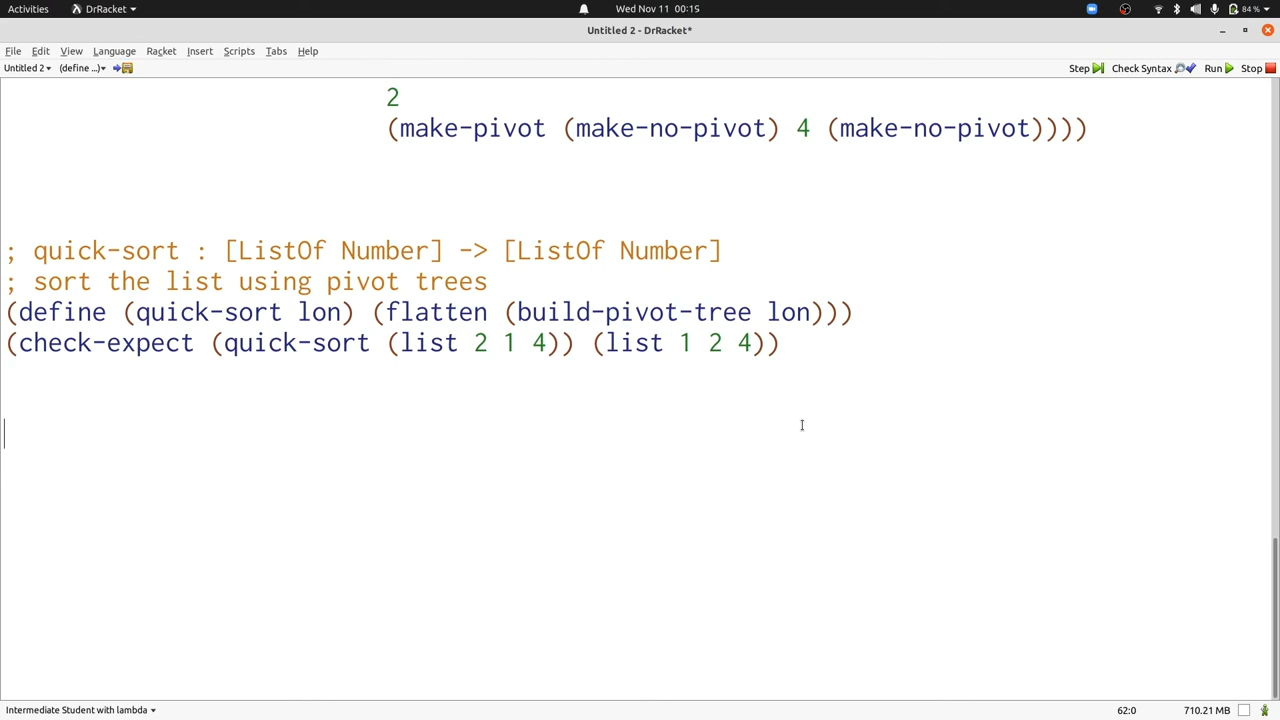 Activities DrRacket Wed Nov 11 00:15 84 %
Untitled 2 - DrRacket*
File Edit View Language Racket Insert Scripts Tabs Help
Untitled 2 (define ...) Step Check Syntax Run Stop
2
(make-pivot (make-no-pivot) 4 (make-no-pivot))))
; quick-sort : [ListOf Number] -> [ListOf Number]
; sort the list using pivot trees
(define (quick-sort lon) (flatten (build-pivot-tree lon)))
(check-expect (quick-sort (list 2 1 4)) (list 1 2 4))
Intermediate Student with lambda 62:0 710.21 MB